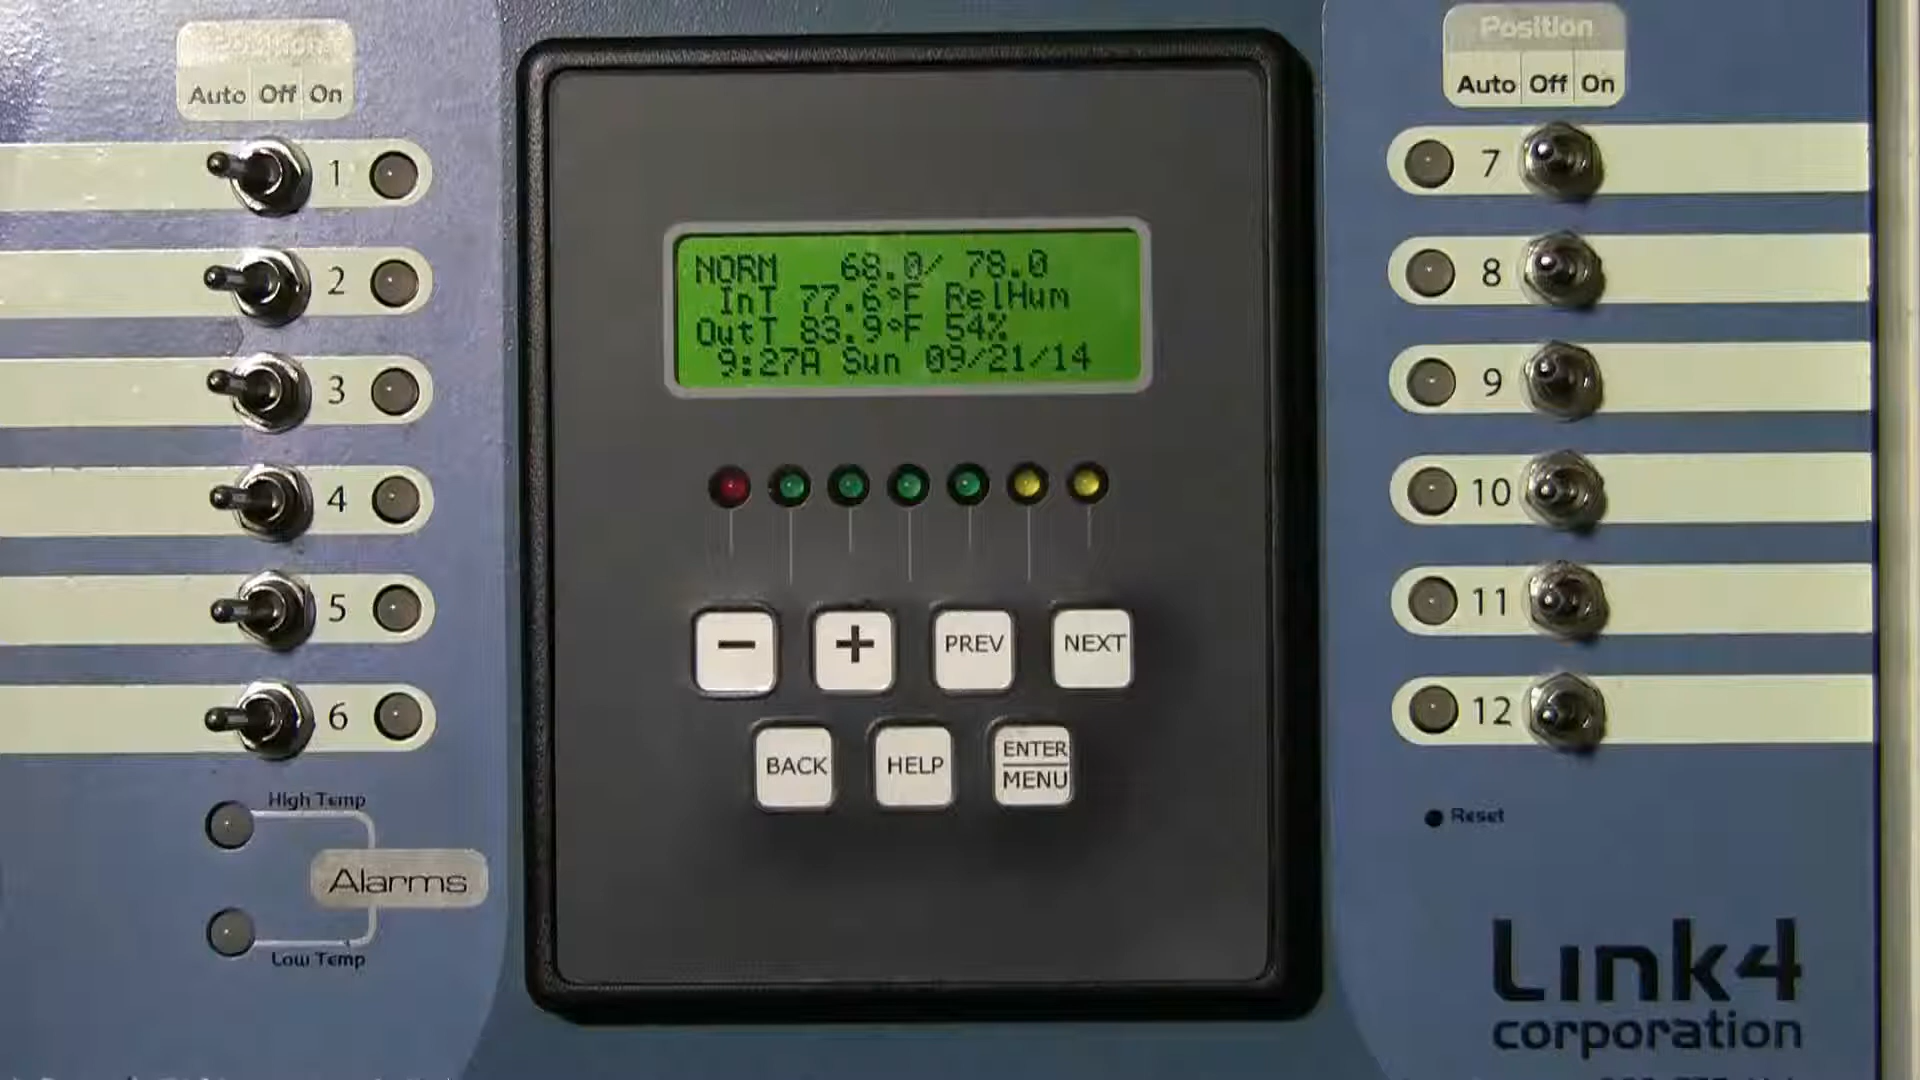 Position
Auto Off On
1
2
3
4
5
6
High Temp
Alarms
Low Temp
NORM 68.0/ 78.0
InT 77.6°F RelHum
OutT 83.9°F 54%
9:27A Sun 09/21/14
−
+
PREV
NEXT
BACK
HELP
ENTER
MENU
Position
Auto Off On
7
8
9
10
11
12
Reset
Link4
corporation